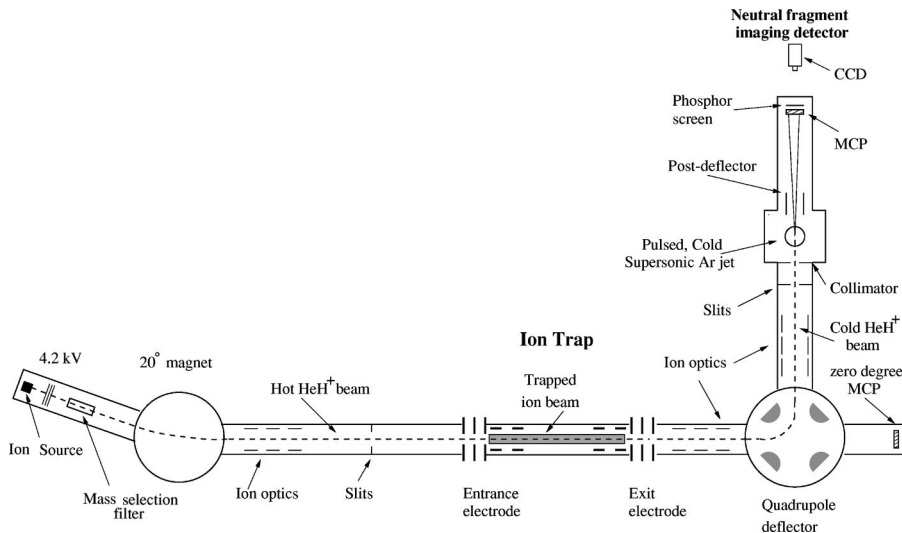 Neutral fragment
imaging detector
CCD
Phosphor
screen
MCP
Post-deflector
Pulsed, Cold
Supersonic Ar jet
Collimator
Slits
Cold HeH+
beam
Ion Trap
Ion optics
zero degree
MCP
4.2 kV
20° magnet
Hot HeH+ beam
Trapped
ion beam
Ion Source
Mass selection
filter
Ion optics
Slits
Entrance
electrode
Exit
electrode
Quadrupole
deflector